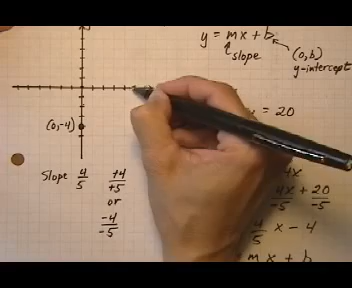 y = mx + b
slope
(0,b)
y-intercept
= 20
(0,-4)
4x
Slope 4/5 +4/+5
4x/-5 + 20/-5
or
-4/-5
4/5 x - 4
= mx + b